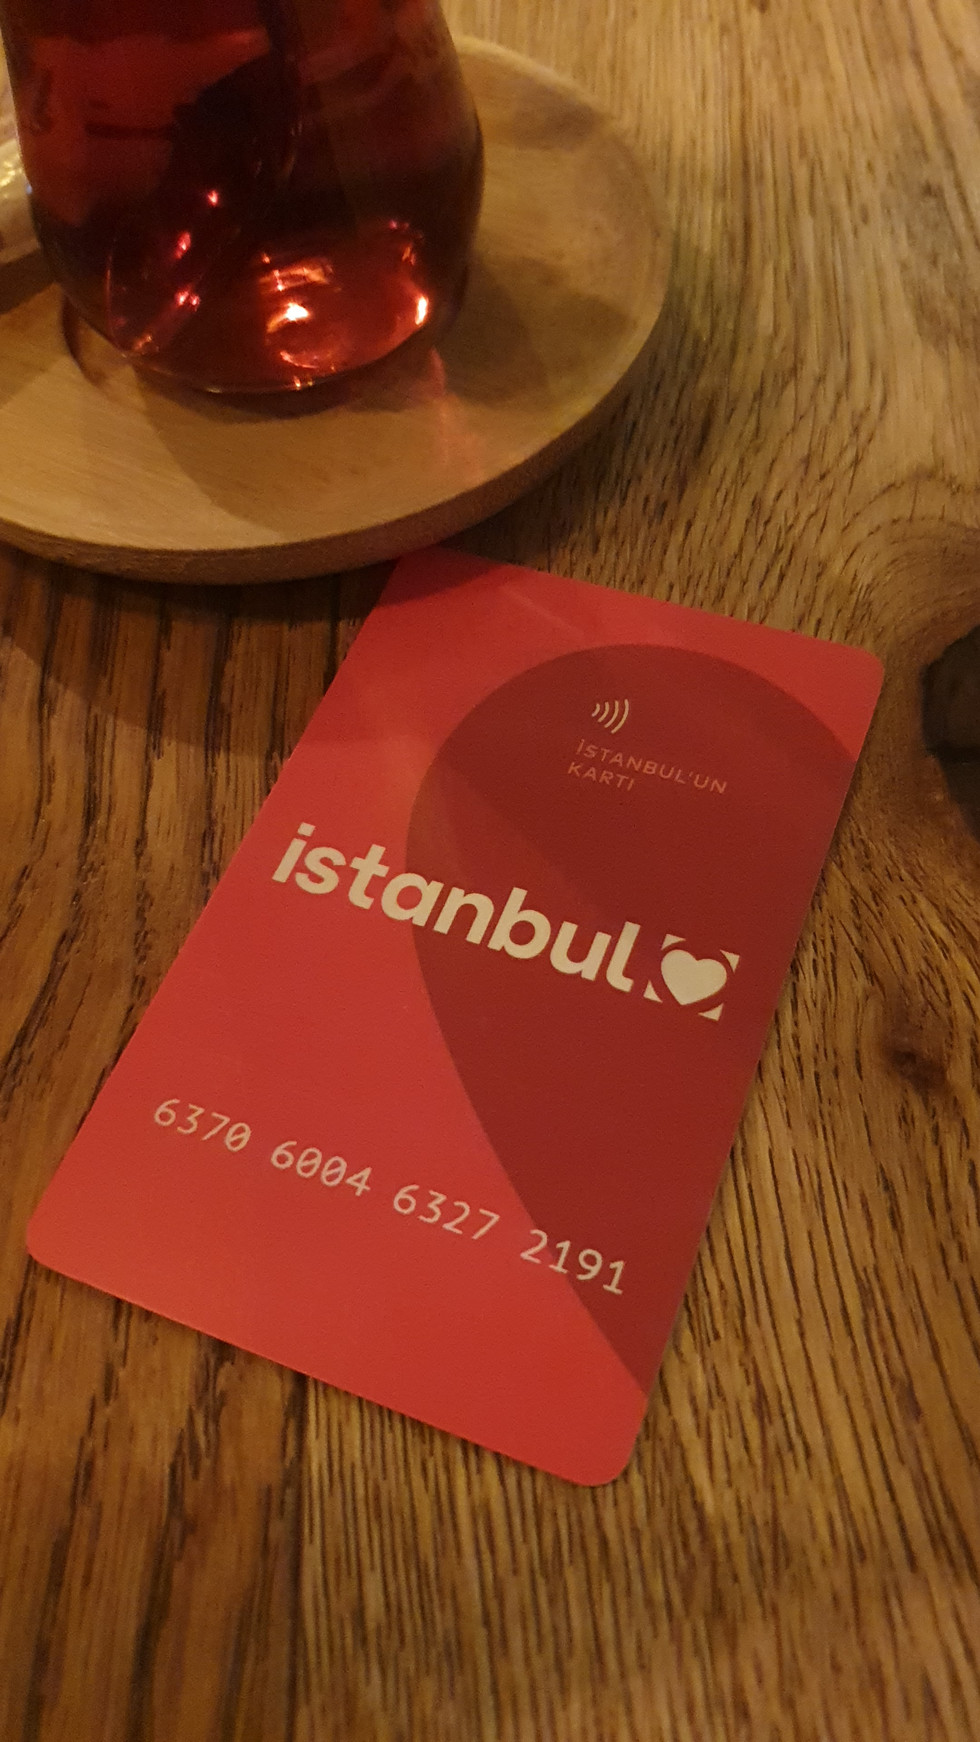 İSTANBUL'UN
KARTI
istanbul
6370 6004 6327 2191